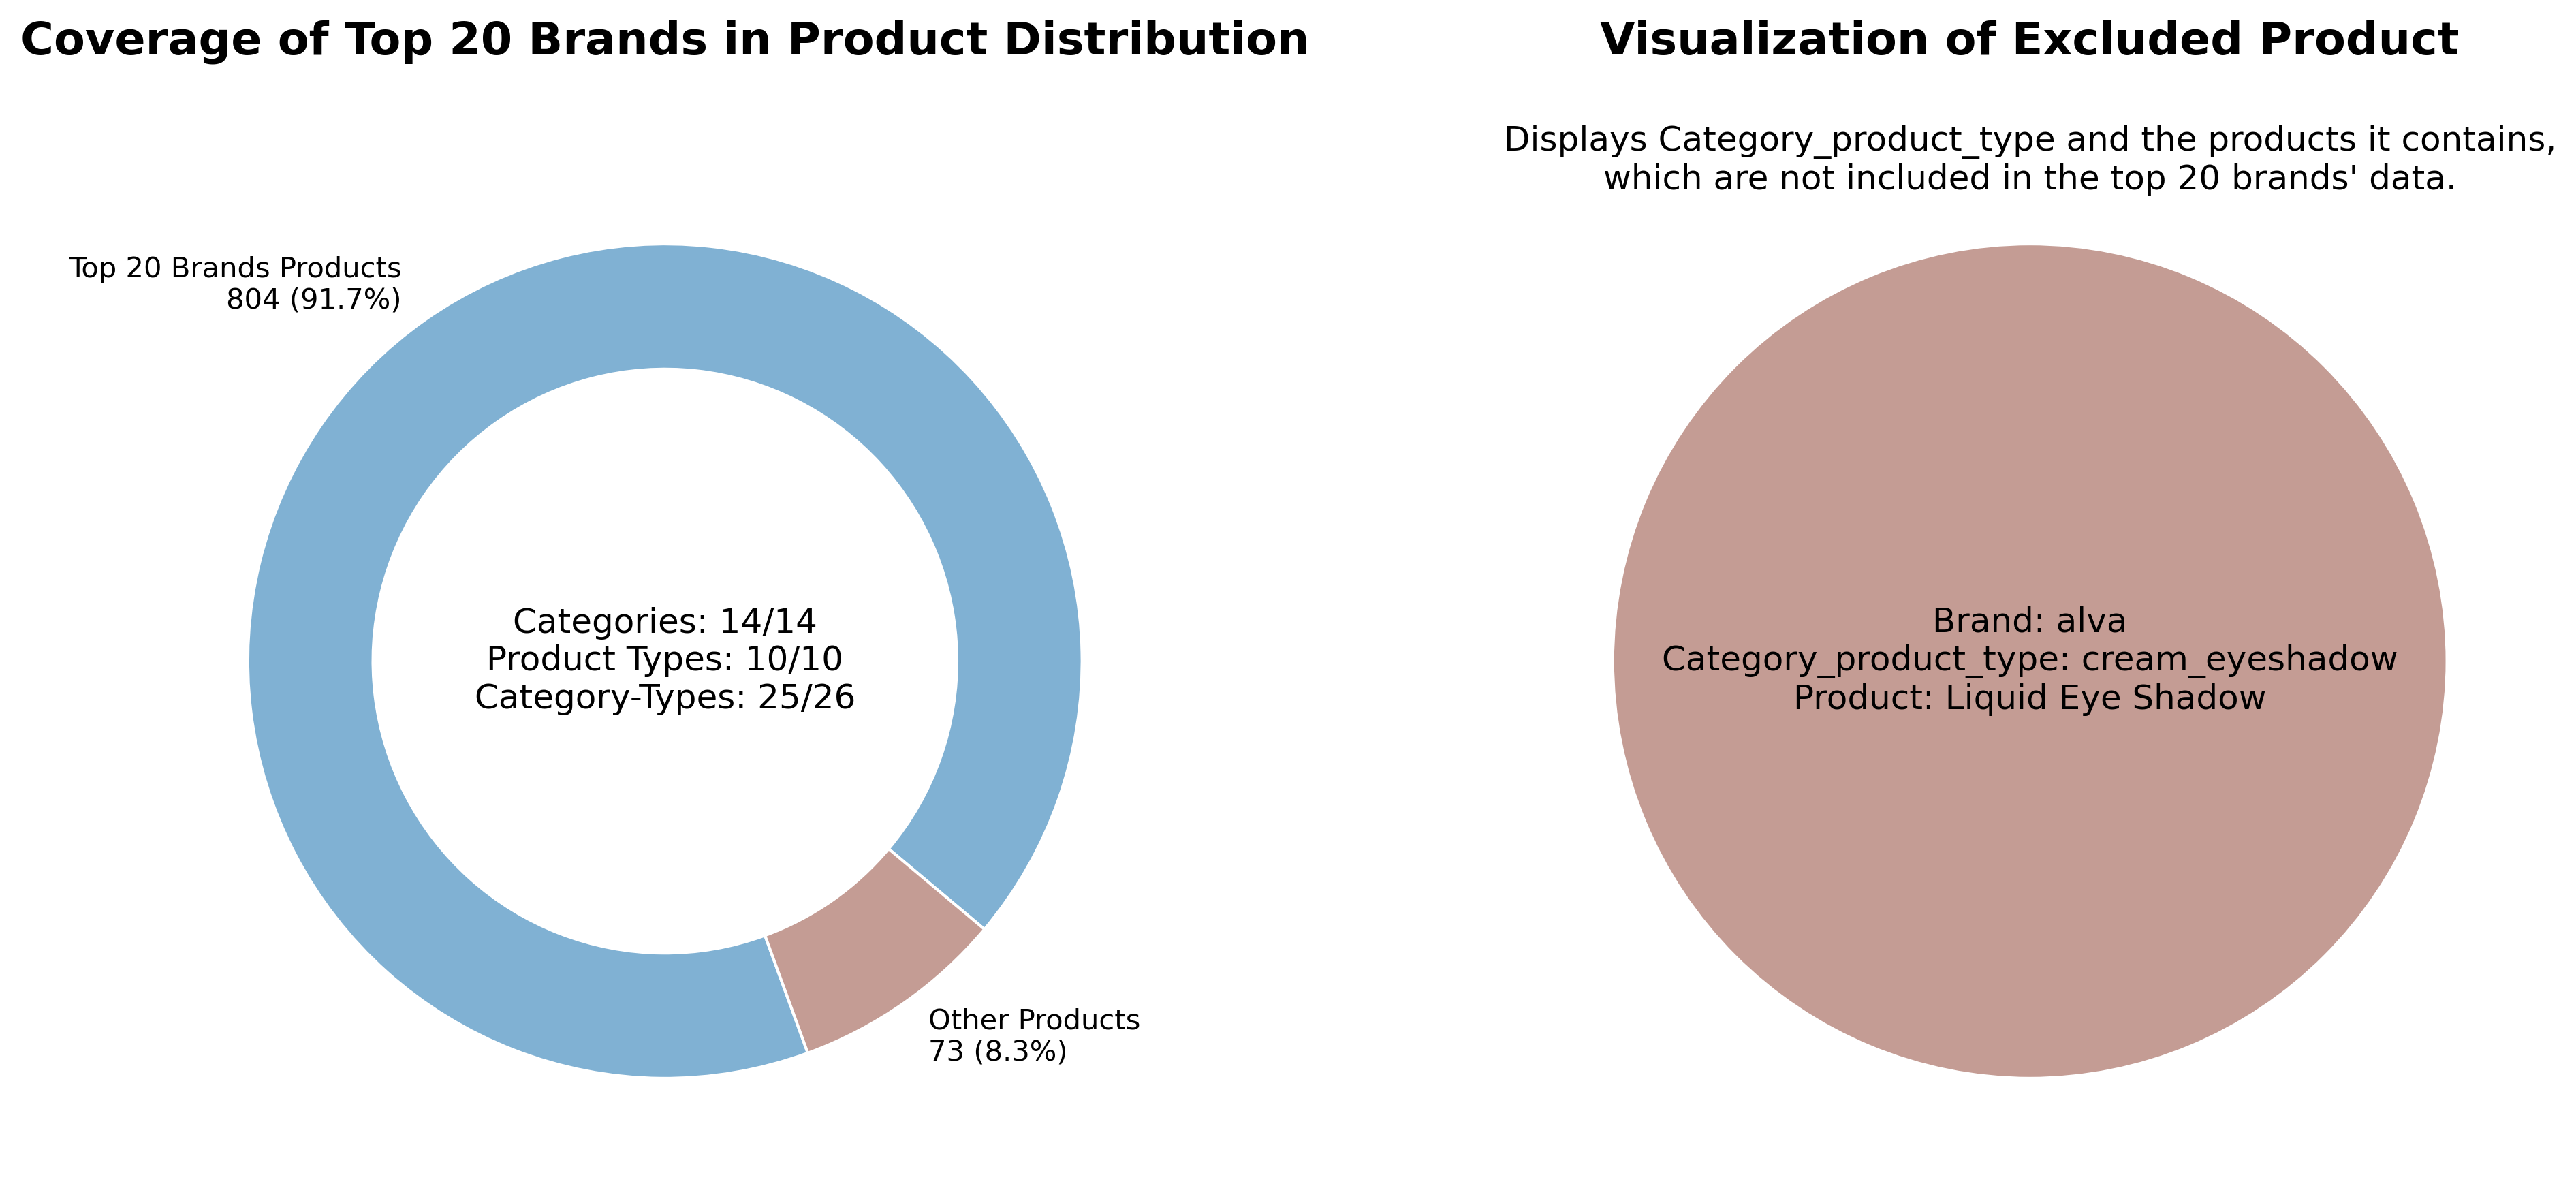 Coverage of Top 20 Brands in Product Distribution
Top 20 Brands Products
804 (91.7%)
Categories: 14/14
Product Types: 10/10
Category-Types: 25/26
Other Products
73 (8.3%)
Visualization of Excluded Product
Displays Category_product_type and the products it contains,
which are not included in the top 20 brands' data.
Brand: alva
Category_product_type: cream_eyeshadow
Product: Liquid Eye Shadow